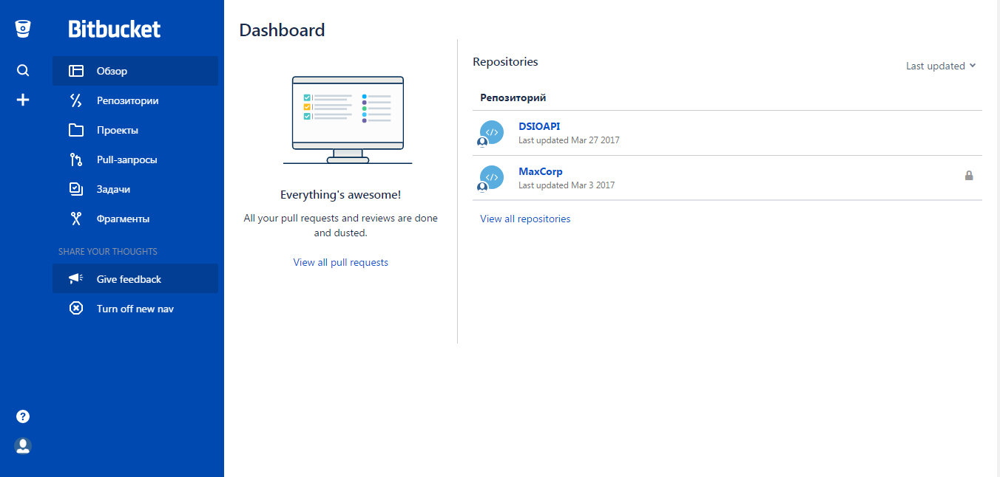 Bitbucket
Обзор
Репозитории
Проекты
Pull-запросы
Задачи
Фрагменты
SHARE YOUR THOUGHTS
Give feedback
Turn off new nav
?
Dashboard
Everything's awesome!
All your pull requests and reviews are done
and dusted.
View all pull requests
Repositories
Last updated
Репозиторий
DSIOAPI
Last updated Mar 27 2017
MaxCorp
Last updated Mar 3 2017
View all repositories